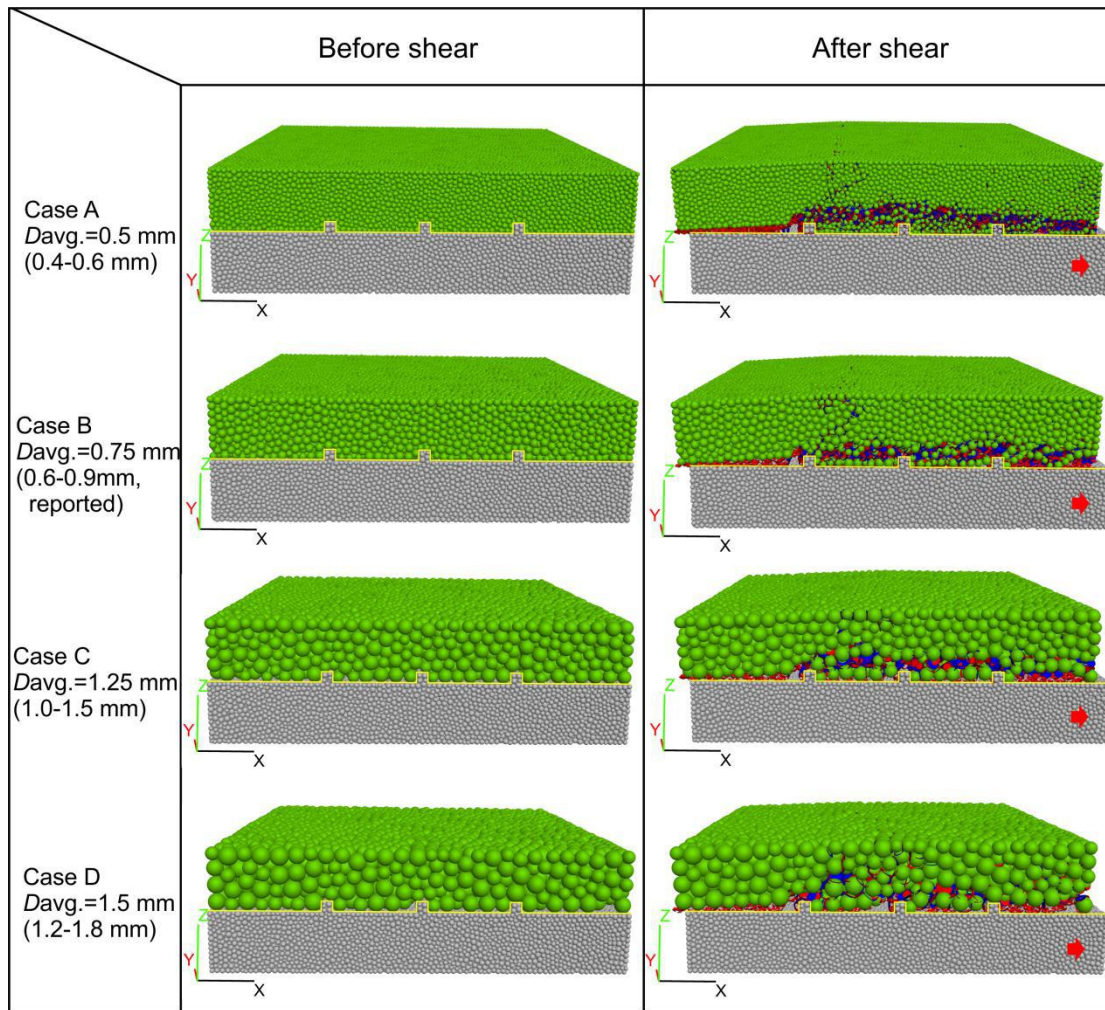 Before shear
After shear
Case A
Davg.=0.5 mm
(0.4-0.6 mm)
Z
Y
X
Z
Y
X
Case B
Davg.=0.75 mm
(0.6-0.9mm,
reported)
Z
Y
X
Z
Y
X
Case C
Davg.=1.25 mm
(1.0-1.5 mm)
Z
Y
X
Z
Y
X
Case D
Davg.=1.5 mm
(1.2-1.8 mm)
Z
Y
X
Z
Y
X